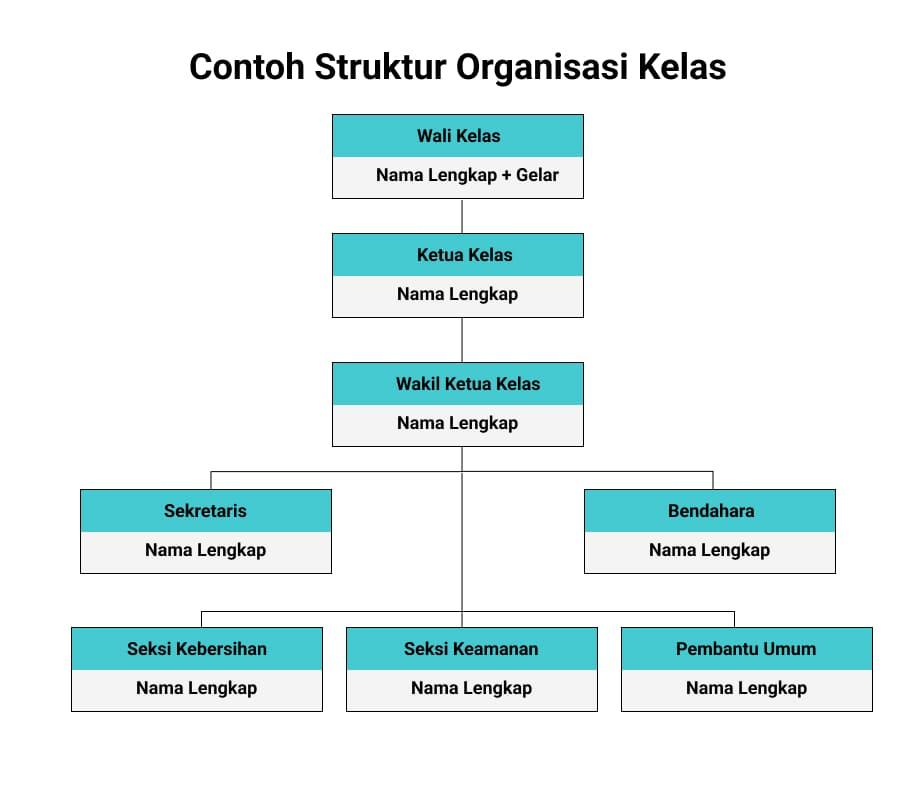 Contoh Struktur Organisasi Kelas
Wali Kelas
Nama Lengkap + Gelar
Ketua Kelas
Nama Lengkap
Wakil Ketua Kelas
Nama Lengkap
Sekretaris
Nama Lengkap
Bendahara
Nama Lengkap
Seksi Kebersihan
Nama Lengkap
Seksi Keamanan
Nama Lengkap
Pembantu Umum
Nama Lengkap